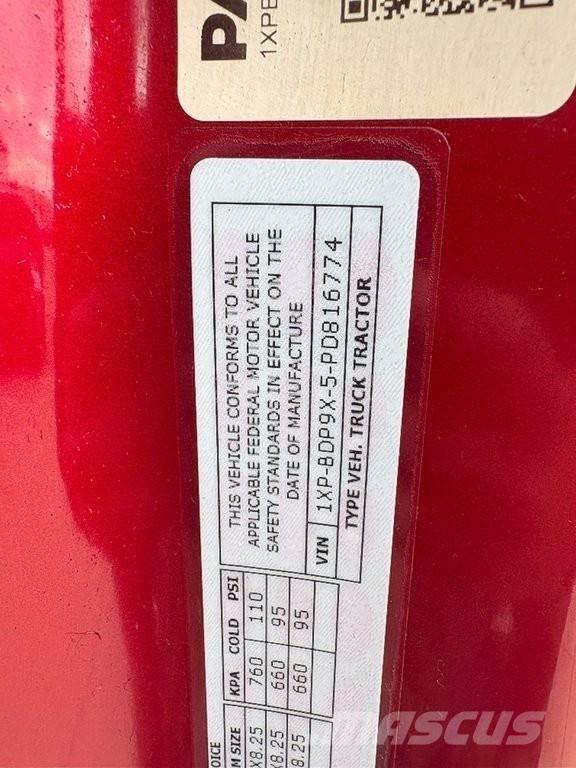 PA
1XPB
THIS VEHICLE CONFORMS TO ALL
APPLICABLE FEDERAL MOTOR VEHICLE
SAFETY STANDARDS IN EFFECT ON THE
DATE OF MANUFACTURE
VIN 1XP-BDP9X-5-PD816774
TYPE VEH. TRUCK TRACTOR
OICE
M SIZE KPA COLD PSI
X8.25 760 110
X8.25 660 95
8.25 660 95
MASCUS